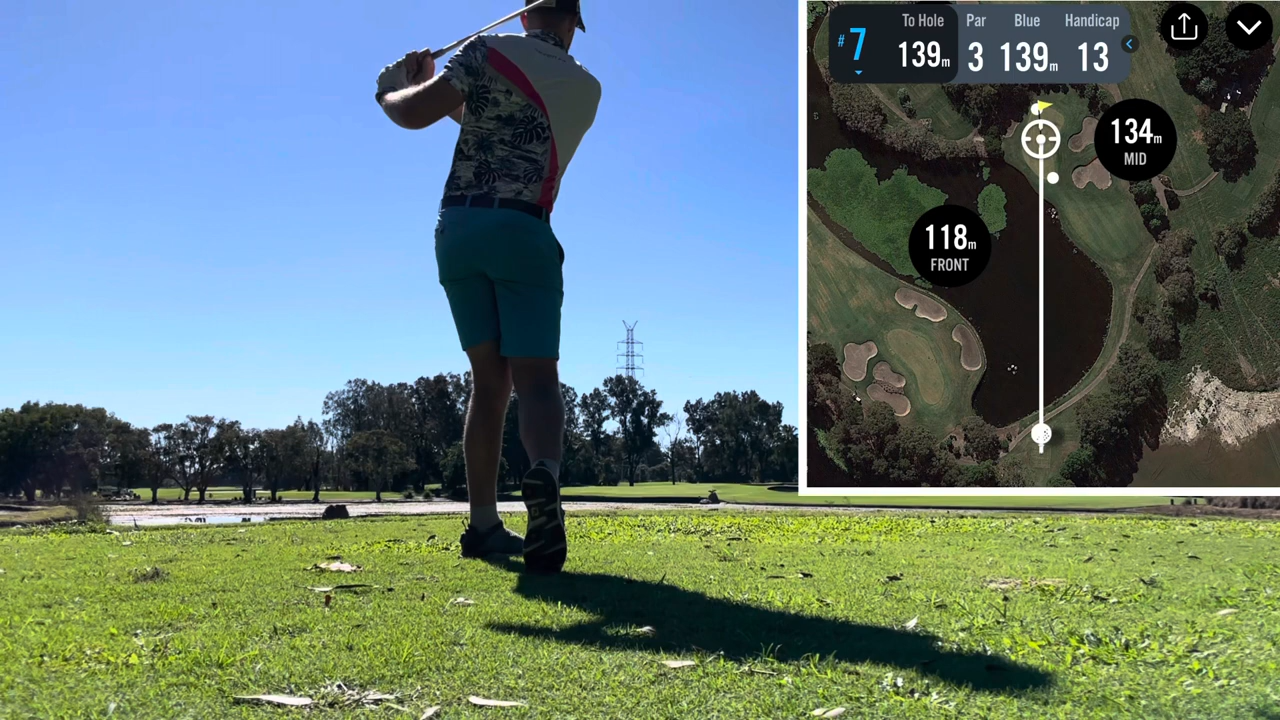 To Hole Par Blue Handicap
#7 139m 3 139m 13
134m
MID
118m
FRONT